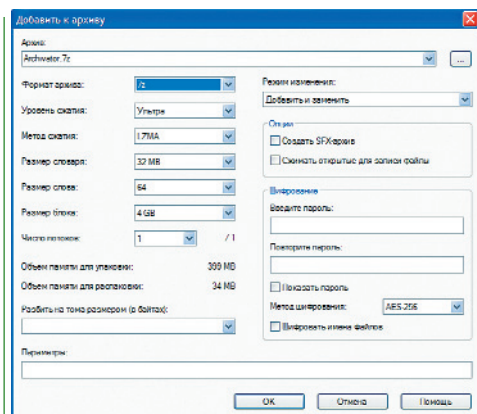 Добавить к архиву
Архив:
Archivator.7z
...
Формат архива:
7z
Уровень сжатия:
Ультра
Метод сжатия:
LZMA
Размер словаря:
32 MB
Размер слова:
64
Размер блока:
4 GB
Число потоков:
1
/ 1
Объем памяти для упаковки:
399 MB
Объем памяти для распаковки:
34 MB
Разбить на тома размером (в байтах):
Режим изменения:
Добавить и заменить
Опции
Создать SFX-архив
Сжимать открытые для записи файлы
Шифрование
Введите пароль:
Повторите пароль:
Показать пароль
Метод шифрования:
AES-256
Шифровать имена файлов
Параметры:
OK
Отмена
Помощь